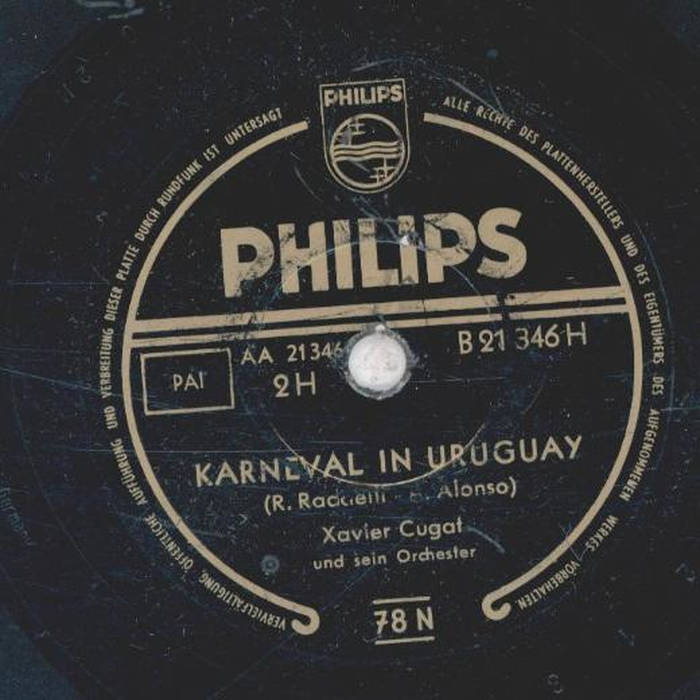 PHILIPS
ALLE RECHTE DES PLATTENHERSTELLERS UND DES EIGENTÜMERS DES AUFGENOMMENEN WERKES VORBEHALTEN.
VERVIELFÄLTIGUNG, ÖFFENTLICHE AUFFÜHRUNG UND VERBREITUNG DIESER PLATTE DURCH RUNDFUNK IST UNTERSAGT
PHILIPS
AA 21346
B 21 346 H
PAI
2 H
KARNEVAL IN URUGUAY
(R. Alonso)
Xavier Cugat
und sein Orchester
78 N